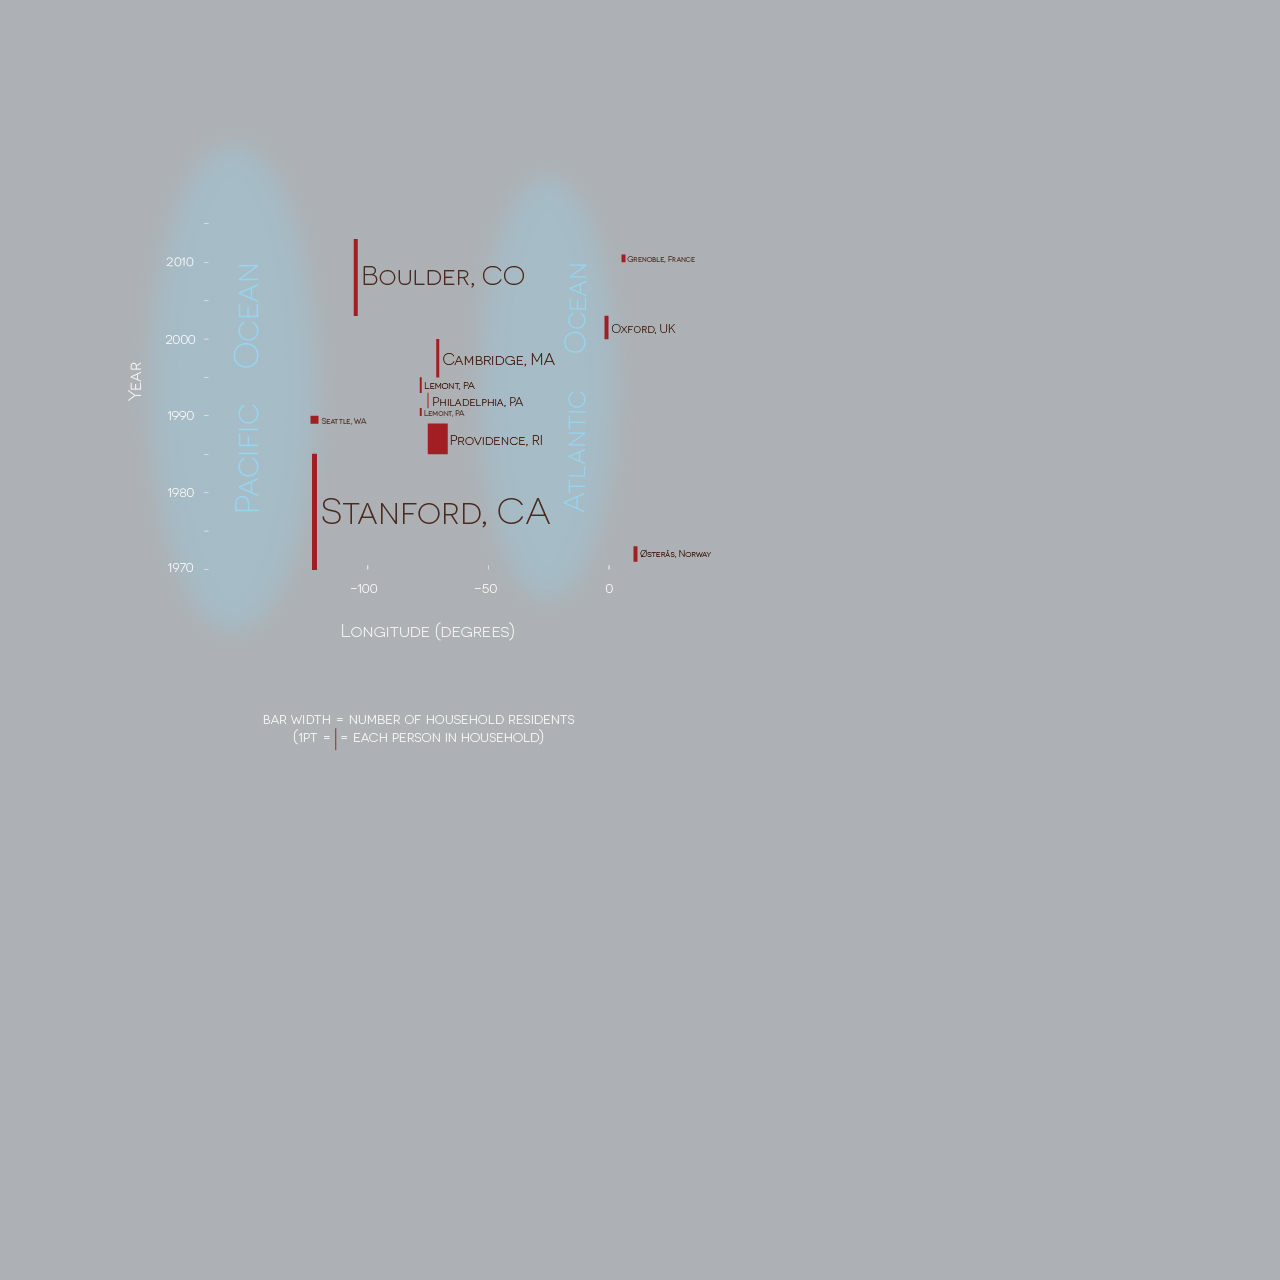 2010
2000
1990
1980
1970
Year
Pacific Ocean
Atlantic Ocean
Boulder, CO
Grenoble, France
Oxford, UK
Cambridge, MA
Lemont, PA
Philadelphia, PA
Lemont, PA
Seattle, WA
Providence, RI
Stanford, CA
Østerås, Norway
−100
−50
0
Longitude (degrees)
BAR WIDTH = NUMBER OF HOUSEHOLD RESIDENTS
(1PT = | = EACH PERSON IN HOUSEHOLD)